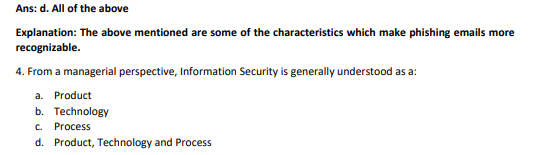 Ans: d. All of the above
Explanation: The above mentioned are some of the characteristics which make phishing emails more
recognizable.
4. From a managerial perspective, Information Security is generally understood as a:
a. Product
b. Technology
c. Process
d. Product, Technology and Process